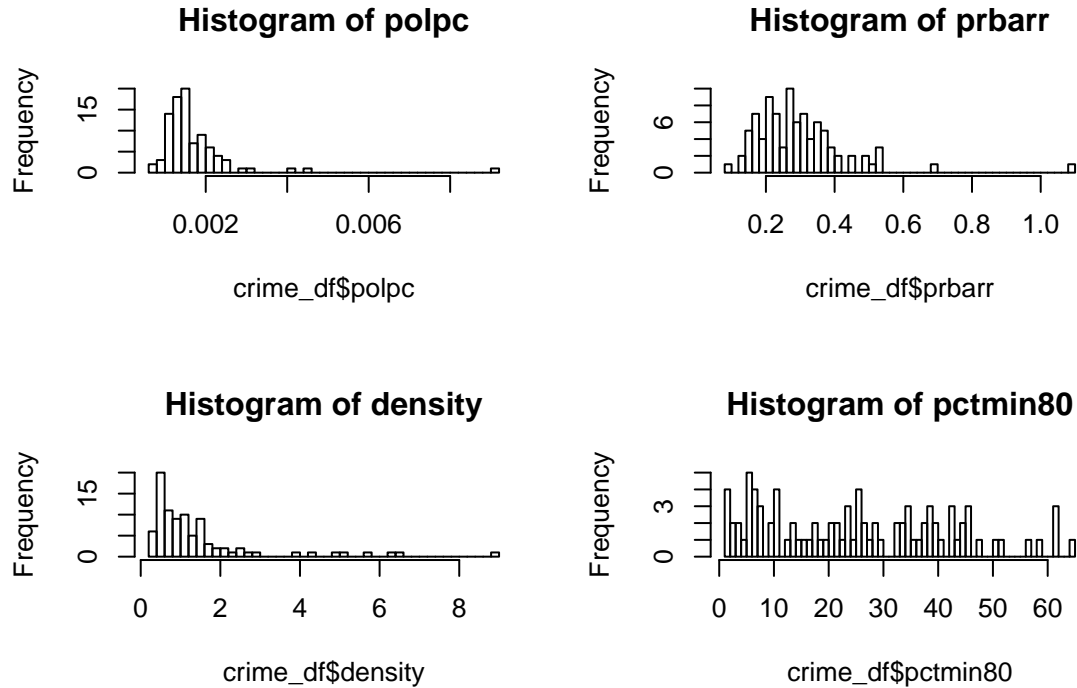 Histogram of polpc
Frequency
0 15
0.002 0.006
crime_df$polpc
Histogram of prbarr
Frequency
0 6
0.2 0.4 0.6 0.8 1.0
crime_df$prbarr
Histogram of density
Frequency
0 15
0 2 4 6 8
crime_df$density
Histogram of pctmin80
Frequency
0 3
0 10 20 30 40 50 60
crime_df$pctmin80